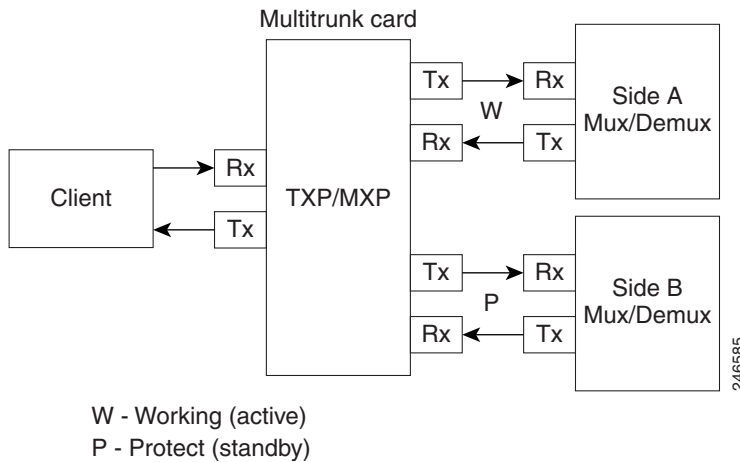 Multitrunk card
Tx
Rx
W
Rx
Tx
Side A
Mux/Demux
Client
Rx
Tx
TXP/MXP
Tx
Rx
P
Rx
Tx
Side B
Mux/Demux
246585
W - Working (active)
P - Protect (standby)